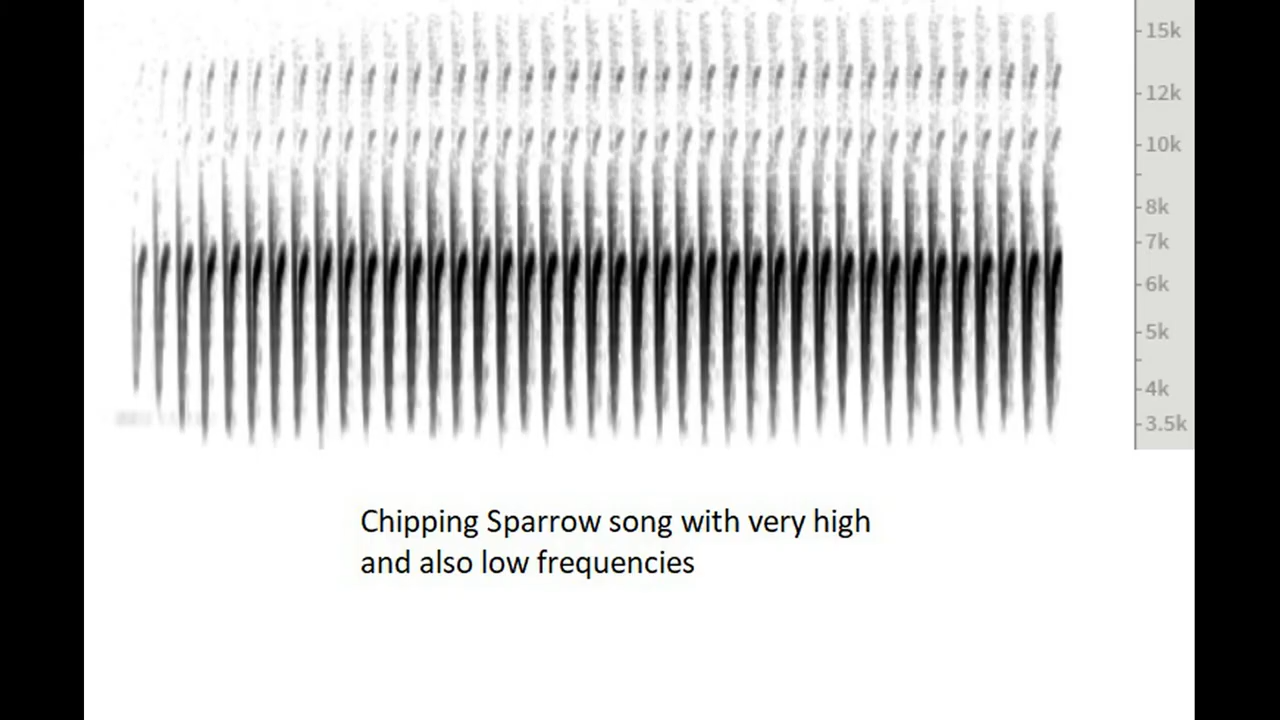 15k
12k
10k
8k
7k
6k
5k
4k
3.5k
Chipping Sparrow song with very high
and also low frequencies